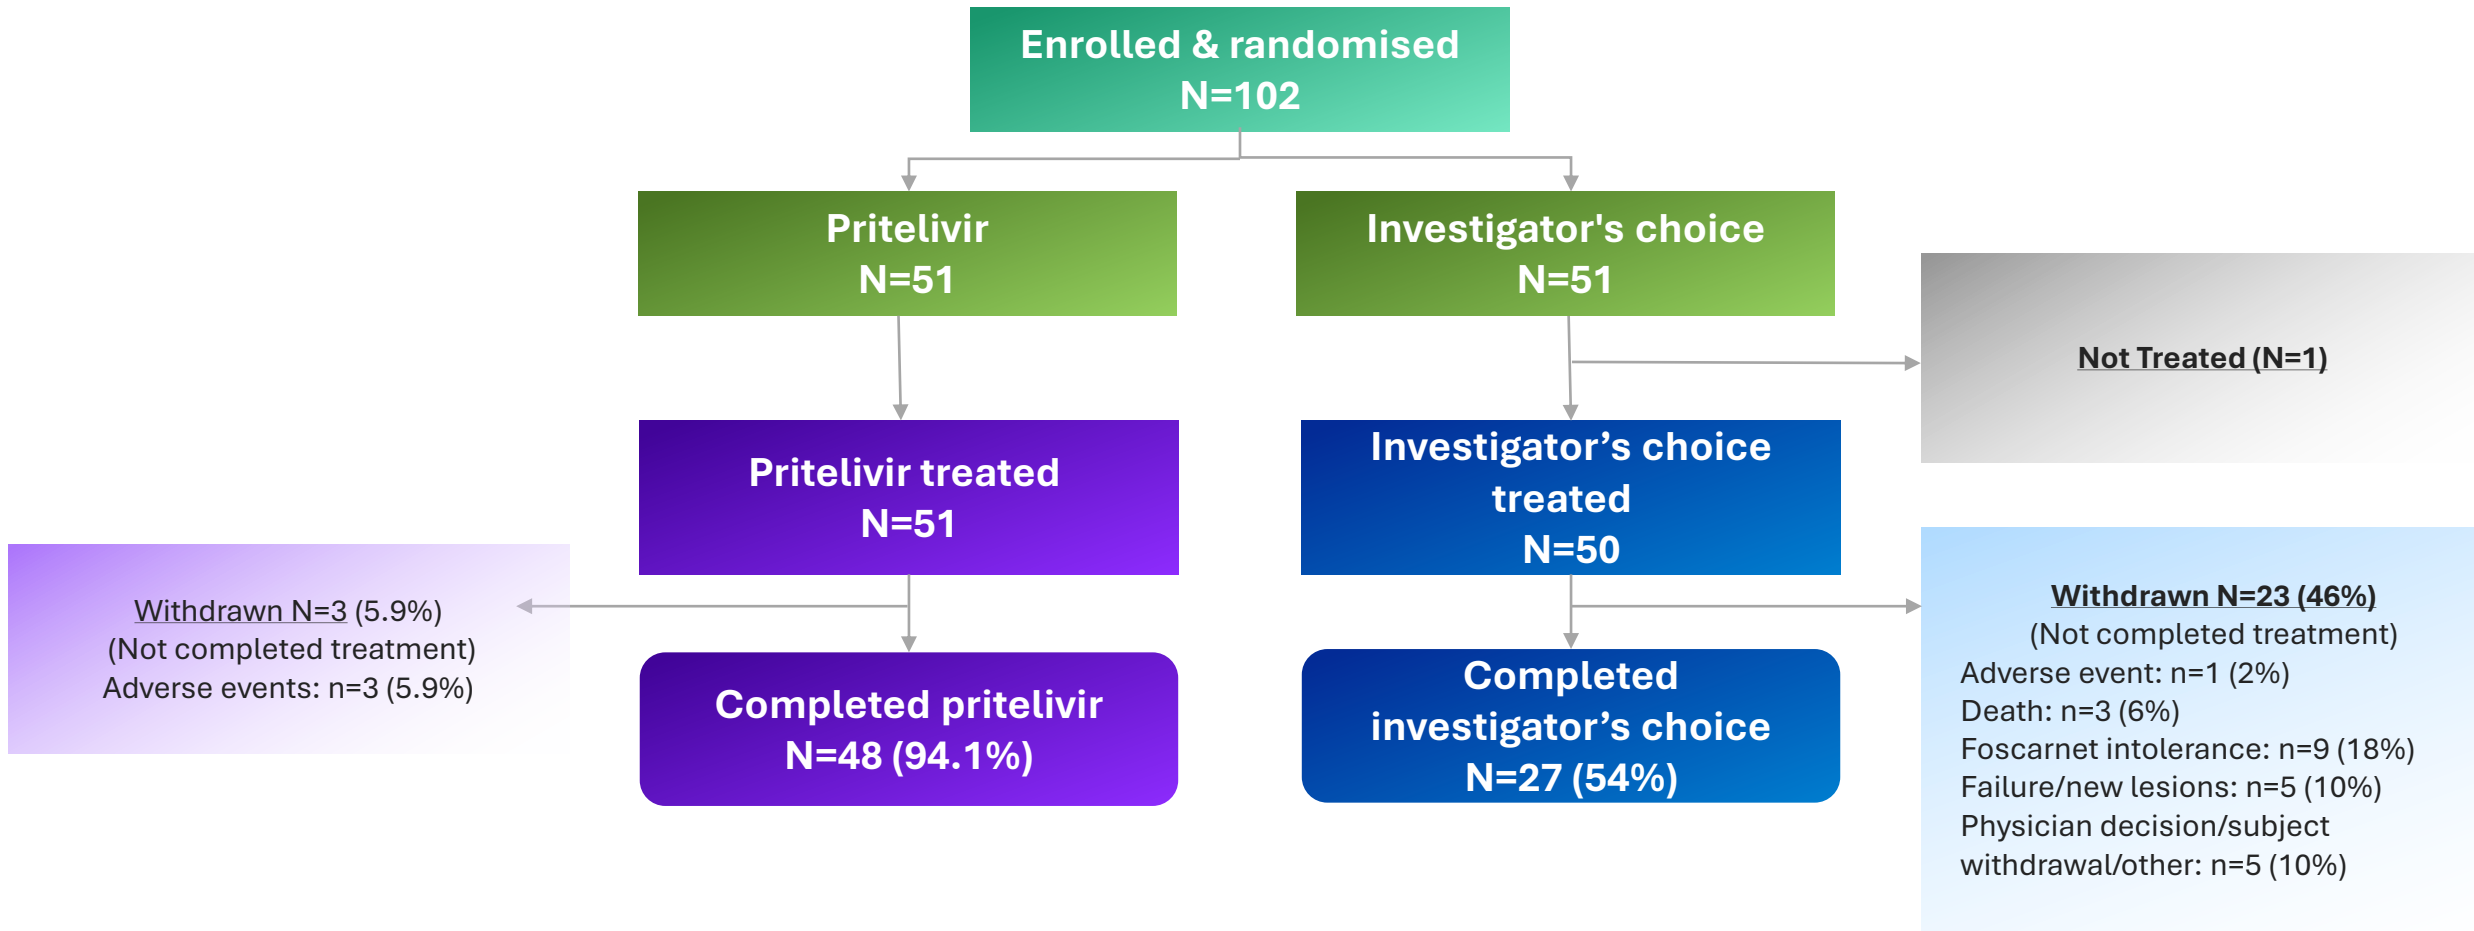 Enrolled & randomised
N=102
Pritelivir
N=51
Investigator's choice
N=51
Not Treated (N=1)
Pritelivir treated
N=51
Investigator’s choice
treated
N=50
Withdrawn N=3 (5.9%)
(Not completed treatment)
Adverse events: n=3 (5.9%)
Completed pritelivir
N=48 (94.1%)
Completed
investigator’s choice
N=27 (54%)
Withdrawn N=23 (46%)
(Not completed treatment)
Adverse event: n=1 (2%)
Death: n=3 (6%)
Foscarnet intolerance: n=9 (18%)
Failure/new lesions: n=5 (10%)
Physician decision/subject
withdrawal/other: n=5 (10%)